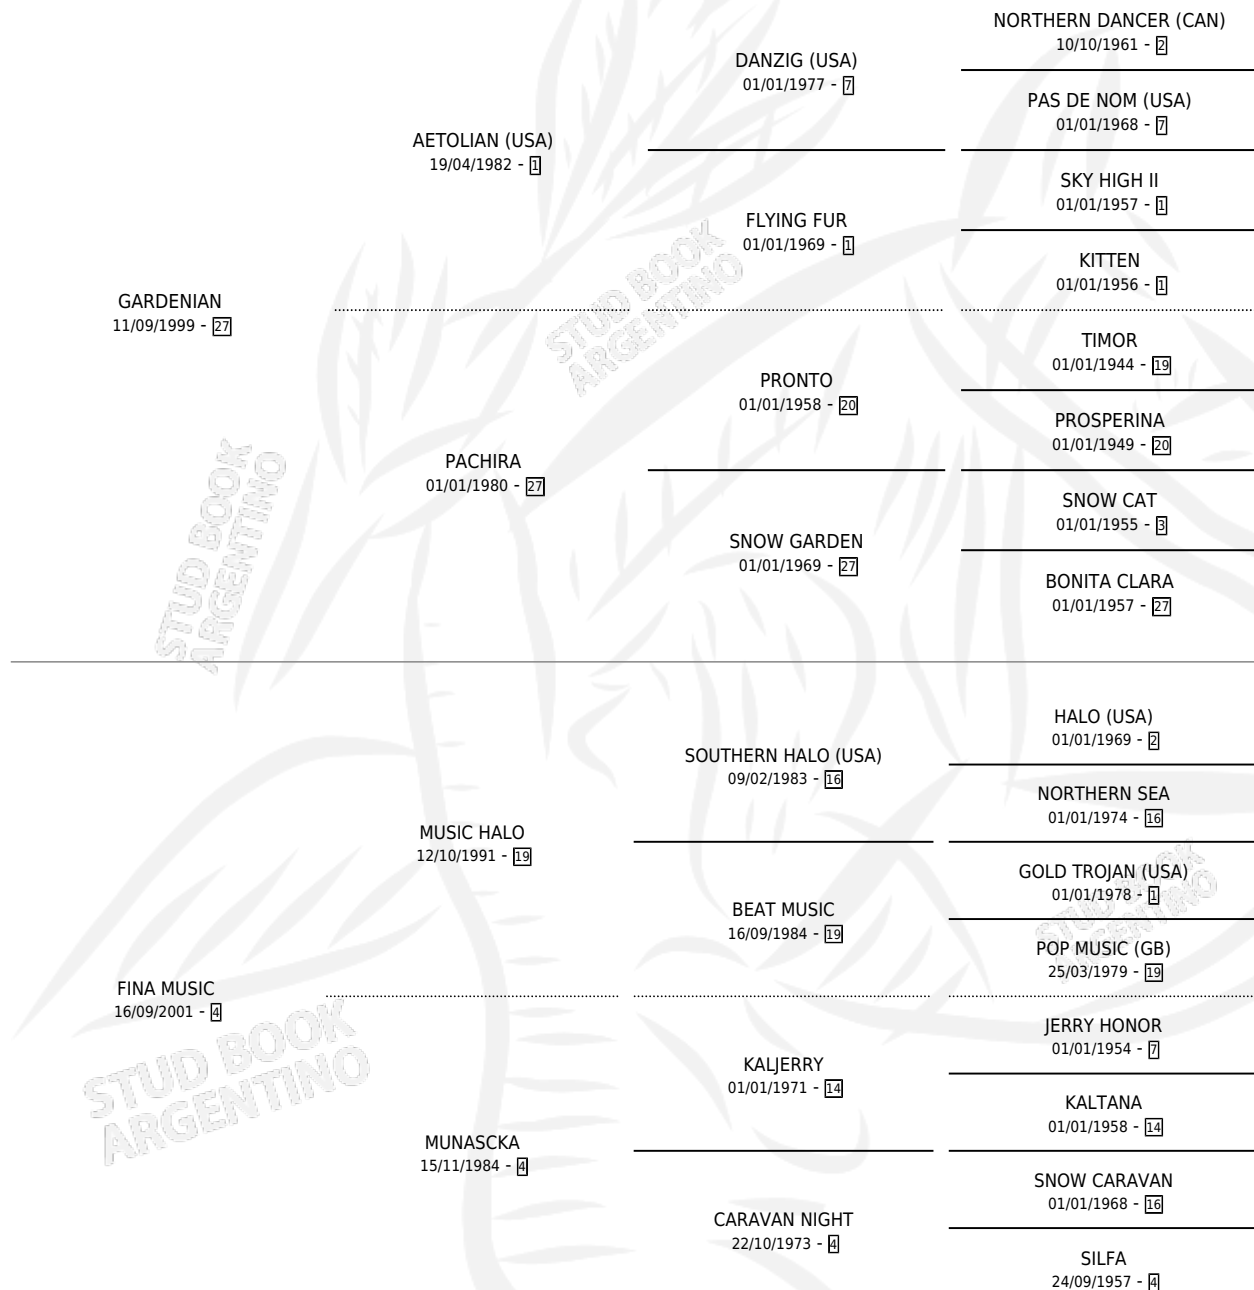 NORTHERN DANCER (CAN)
10/10/1961 - 2
DANZIG (USA)
01/01/1977 - 7
PAS DE NOM (USA)
01/01/1968 - 7
AETOLIAN (USA)
19/04/1982 - 1
SKY HIGH II
01/01/1957 - 1
FLYING FUR
01/01/1969 - 1
KITTEN
01/01/1956 - 1
GARDENIAN
11/09/1999 - 27
TIMOR
01/01/1944 - 19
PRONTO
01/01/1958 - 20
PROSPERINA
01/01/1949 - 20
PACHIRA
01/01/1980 - 27
SNOW CAT
01/01/1955 - 3
SNOW GARDEN
01/01/1969 - 27
BONITA CLARA
01/01/1957 - 27
HALO (USA)
01/01/1969 - 2
SOUTHERN HALO (USA)
09/02/1983 - 16
NORTHERN SEA
01/01/1974 - 16
MUSIC HALO
12/10/1991 - 19
GOLD TROJAN (USA)
01/01/1978 - 1
BEAT MUSIC
16/09/1984 - 19
POP MUSIC (GB)
25/03/1979 - 19
FINA MUSIC
16/09/2001 - 4
JERRY HONOR
01/01/1954 - 7
KALJERRY
01/01/1971 - 14
KALTANA
01/01/1958 - 14
MUNASCKA
15/11/1984 - 4
SNOW CARAVAN
01/01/1968 - 16
CARAVAN NIGHT
22/10/1973 - 4
SILFA
24/09/1957 - 4
STUD BOOK
ARGENTINO
STUD BOOK
ARGENTINO
STUD BOOK
ARGENTINO
STUD BOOK
ARGENTINO